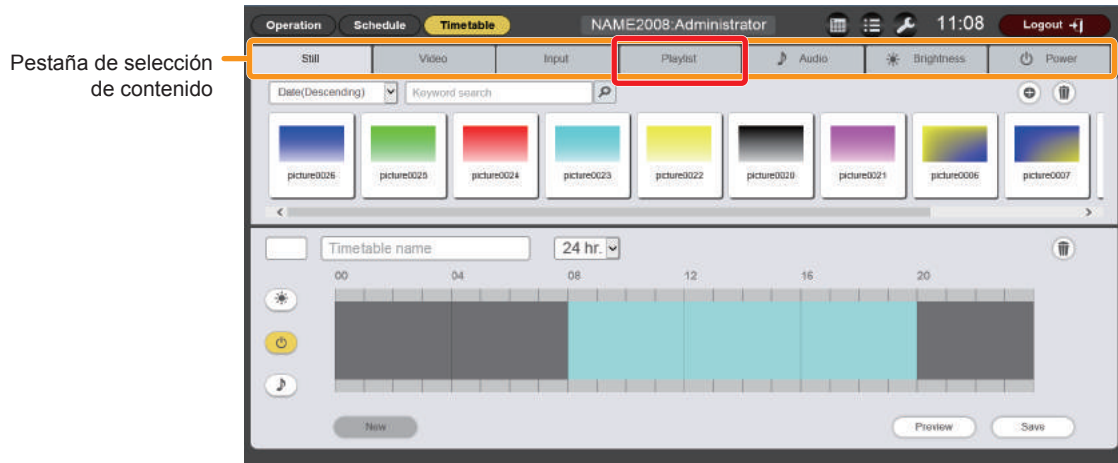 Operation Schedule Timetable NAME2008:Administrator 11:08 Logout
Pestaña de selección
de contenido
Still Video Input Playlist Audio Brightness Power
Date(Descending) Keyword search
picture0026 picture0025 picture0024 picture0023 picture0022 picture0020 picture0021 picture0006 picture0007
Timetable name 24 hr.
00 04 08 12 16 20
New Preview Save